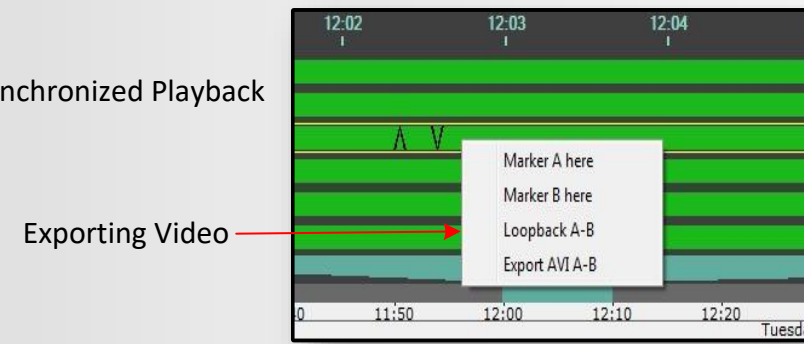 12:02 12:03 12:04
nchronized Playback
Marker A here
Marker B here
Exporting Video
Loopback A-B
Export AVI A-B
0 11:50 12:00 12:10 12:20
Tuesd